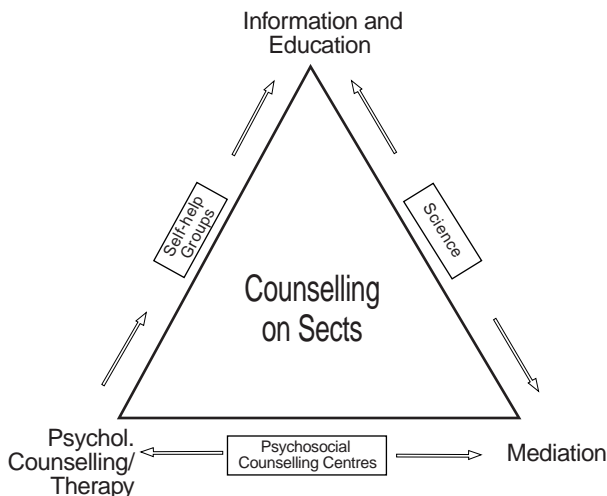 Information and
Education
Self-help
Groups
Science
Counselling
on Sects
Psychol.
Counselling/
Therapy
Psychosocial
Counselling Centres
Mediation